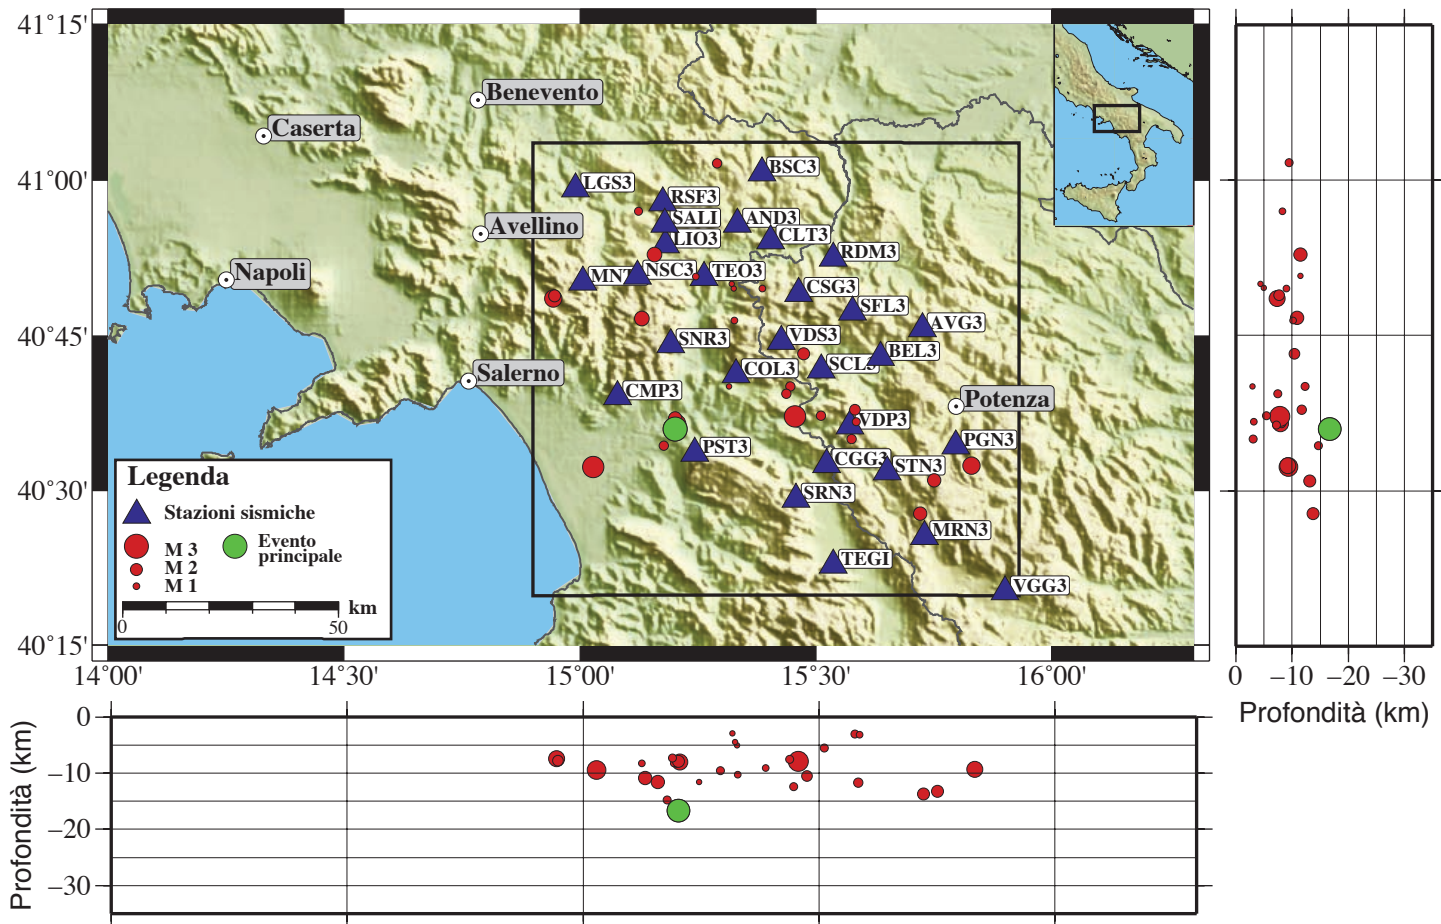 41°15'
41°00'
40°45'
40°30'
40°15'
14°00'
14°30'
15°00'
15°30'
16°00'
Benevento
Caserta
Avellino
Napoli
Salerno
Potenza
BSC3
LGS3
RSF3
SALI
AND3
LIO3
CLT3
RDM3
NSC3
TEO3
CSG3
SFL3
AVG3
SNR3
VDS3
BEL3
COL3
CMP3
VDP3
PST3
PGN3
CGG3
STN3
SRN3
MRN3
TEGI
VGG3
Legenda
Stazioni sismiche
M 3
M 2
M 1
Evento
principale
km
0
50
0
−10
−20
−30
Profondità (km)
0
−10
−20
−30
Profondità (km)